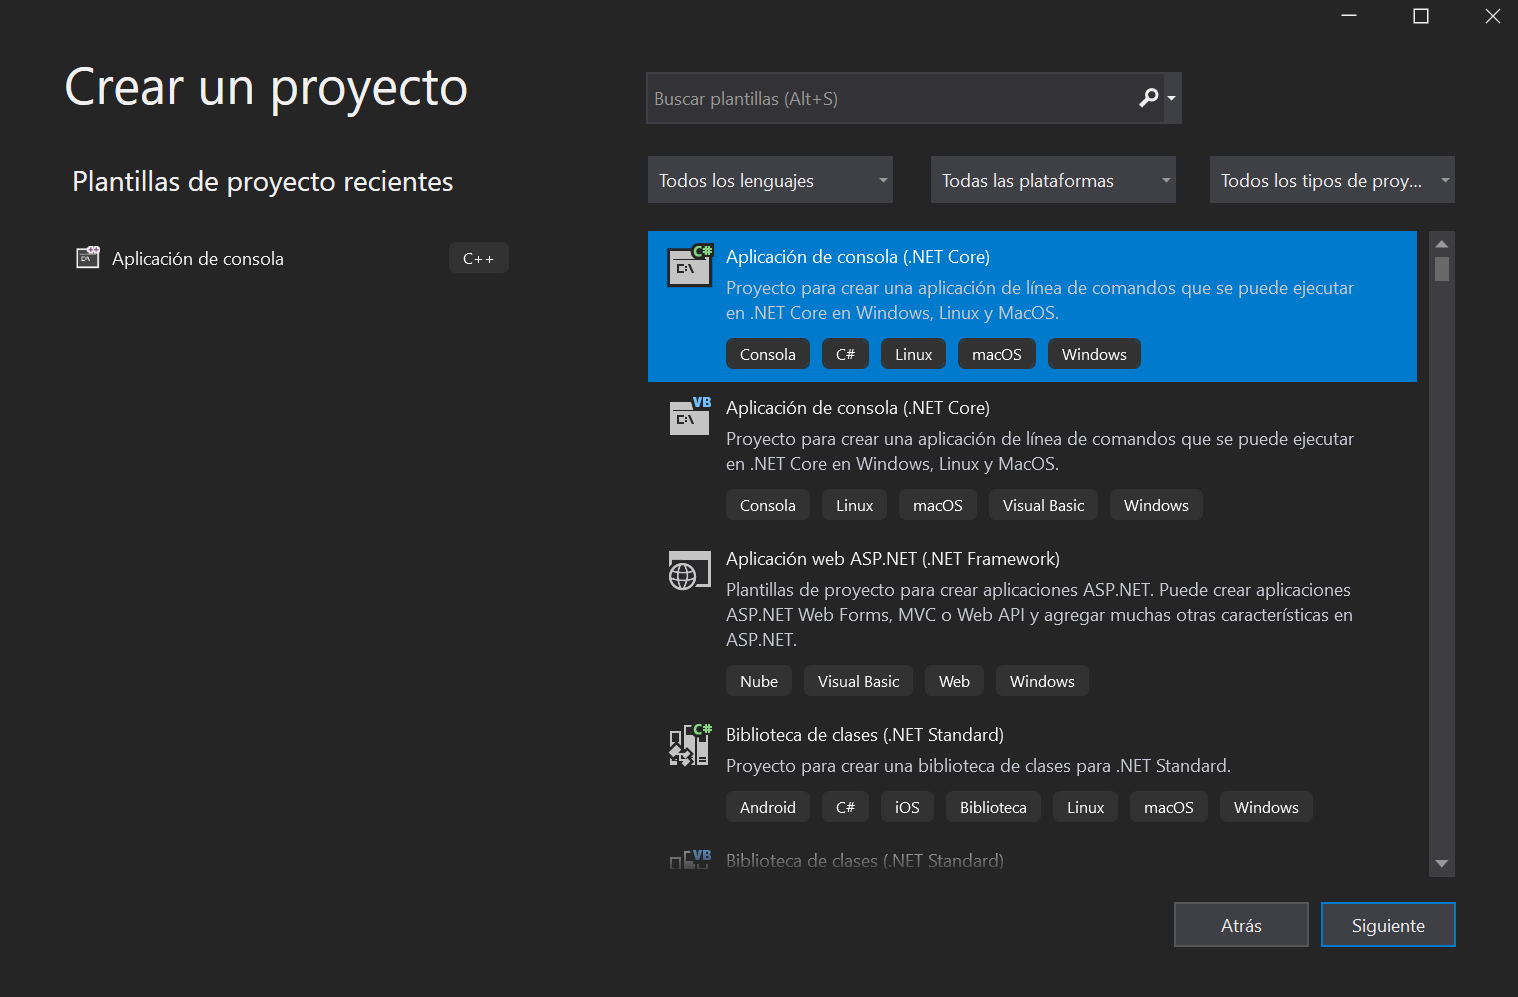 Crear un proyecto
Plantillas de proyecto recientes
Aplicación de consola
C++
Buscar plantillas (Alt+S)
Todos los lenguajes
Todas las plataformas
Todos los tipos de proy...
C#
C:\
Aplicación de consola (.NET Core)
Proyecto para crear una aplicación de línea de comandos que se puede ejecutar
en .NET Core en Windows, Linux y MacOS.
Consola C# Linux macOS Windows
VB
C:\
Aplicación de consola (.NET Core)
Proyecto para crear una aplicación de línea de comandos que se puede ejecutar
en .NET Core en Windows, Linux y MacOS.
Consola Linux macOS Visual Basic Windows
Aplicación web ASP.NET (.NET Framework)
Plantillas de proyecto para crear aplicaciones ASP.NET. Puede crear aplicaciones
ASP.NET Web Forms, MVC o Web API y agregar muchas otras características en
ASP.NET.
Nube Visual Basic Web Windows
C#
Biblioteca de clases (.NET Standard)
Proyecto para crear una biblioteca de clases para .NET Standard.
Android C# iOS Biblioteca Linux macOS Windows
VB
Biblioteca de clases (.NET Standard)
Atrás
Siguiente